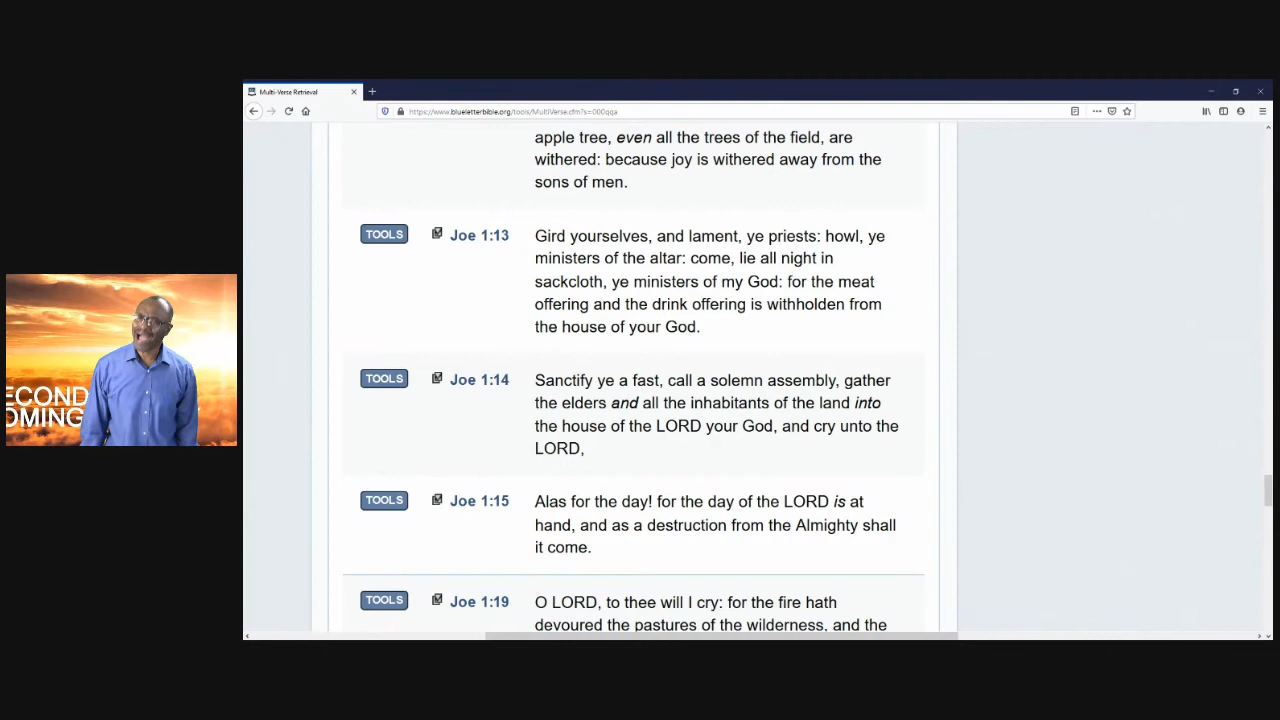 Multi-Verse Retrieval
https://www.blueletterbible.org/tools/MultiVerse.cfm?s=000qqa
apple tree, even all the trees of the field, are
withered: because joy is withered away from the
sons of men.
TOOLS Joe 1:13 Gird yourselves, and lament, ye priests: howl, ye
ministers of the altar: come, lie all night in
sackcloth, ye ministers of my God: for the meat
offering and the drink offering is withholden from
the house of your God.
TOOLS Joe 1:14 Sanctify ye a fast, call a solemn assembly, gather
the elders and all the inhabitants of the land into
the house of the LORD your God, and cry unto the
LORD,
TOOLS Joe 1:15 Alas for the day! for the day of the LORD is at
hand, and as a destruction from the Almighty shall
it come.
TOOLS Joe 1:19 O LORD, to thee will I cry: for the fire hath
devoured the pastures of the wilderness, and the
ECOND
OMING